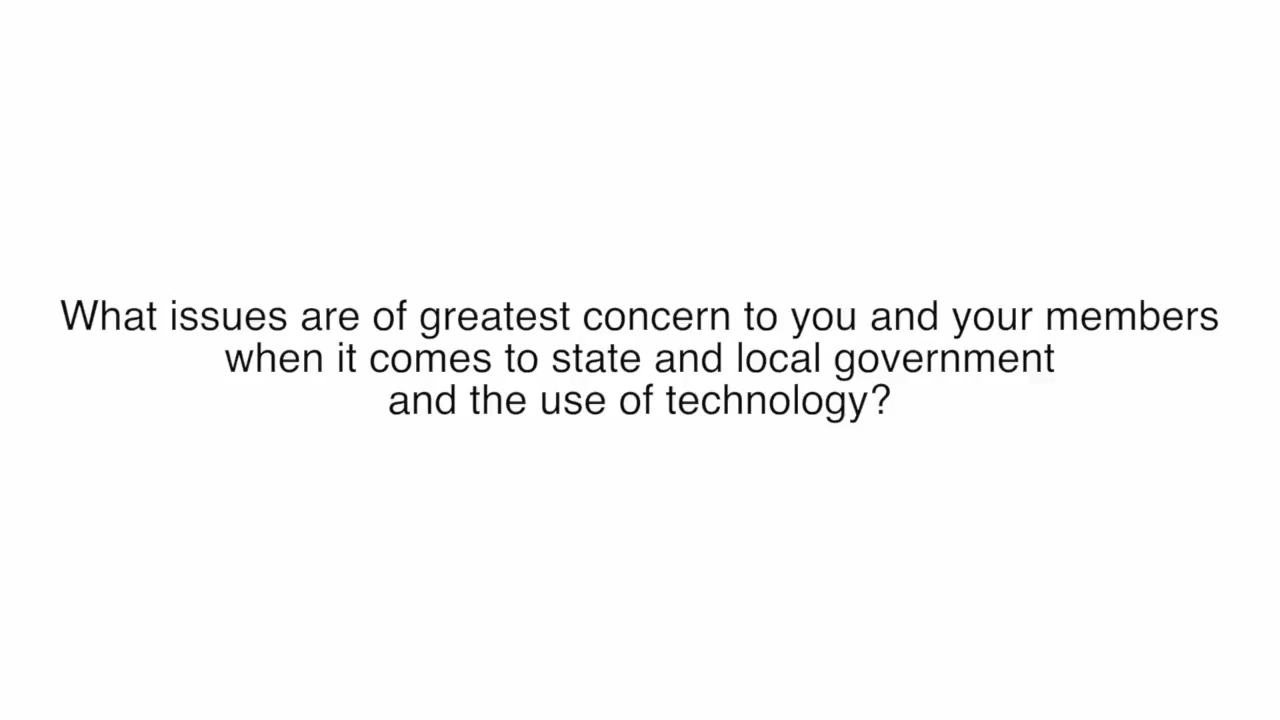 What issues are of greatest concern to you and your members
when it comes to state and local government
and the use of technology?